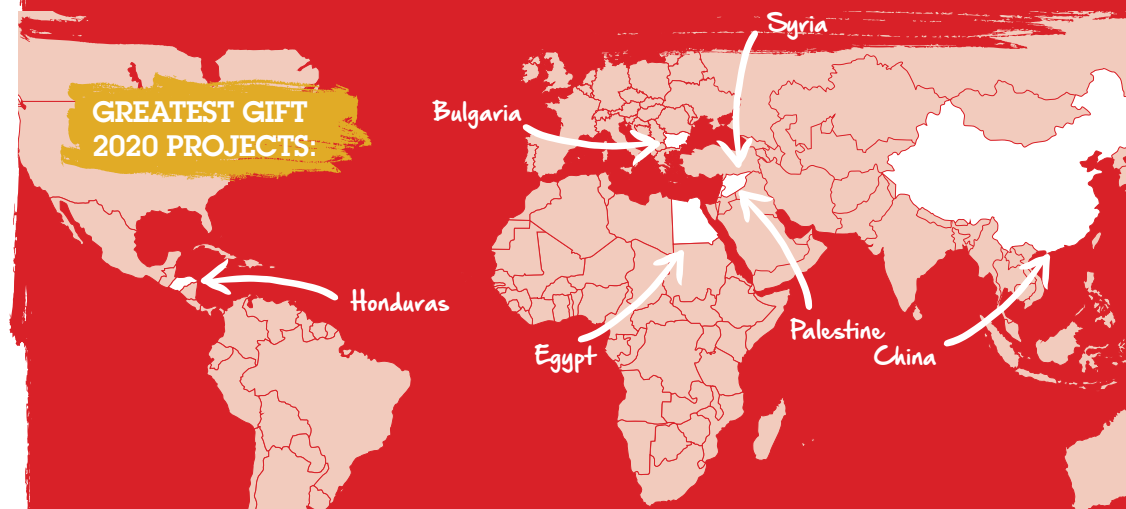 Syria
GREATEST GIFT
2020 PROJECTS:
Bulgaria
Honduras
Palestine
Egypt
China